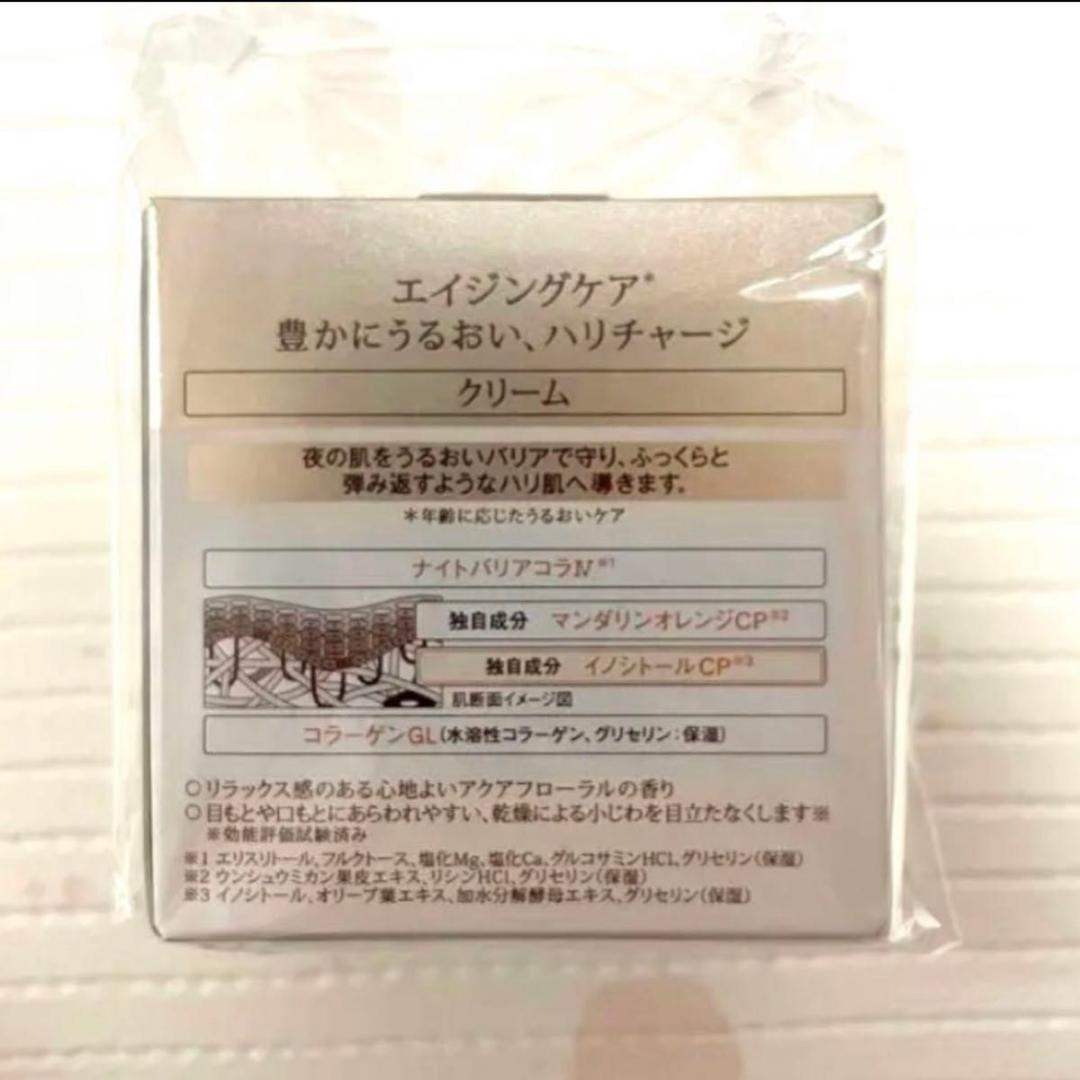 エイジングケア*
豊かにうるおい、ハリチャージ
クリーム
夜の肌をうるおいバリアで守り、ふっくらと
弾み返すようなハリ肌へ導きます。
*年齢に応じたうるおいケア
ナイトバリアコラⅣ※1
独自成分 マンダリンオレンジCP※2
独自成分 イノシトールCP※3
肌断面イメージ図
コラーゲンGL(水溶性コラーゲン、グリセリン:保湿)
○リラックス感のある心地よいアクアフローラルの香り
○目もとや口もとにあらわれやすい、乾燥による小じわを目立たなくします※
※効能評価試験済み
※1 エリスリトール、フルクトース、塩化Mg、塩化Ca、グルコサミンHCl、グリセリン(保湿)
※2 ウンシュウミカン果皮エキス、リシンHCl、グリセリン(保湿)
※3 イノシトール、オリーブ葉エキス、加水分解酵母エキス、グリセリン(保湿)